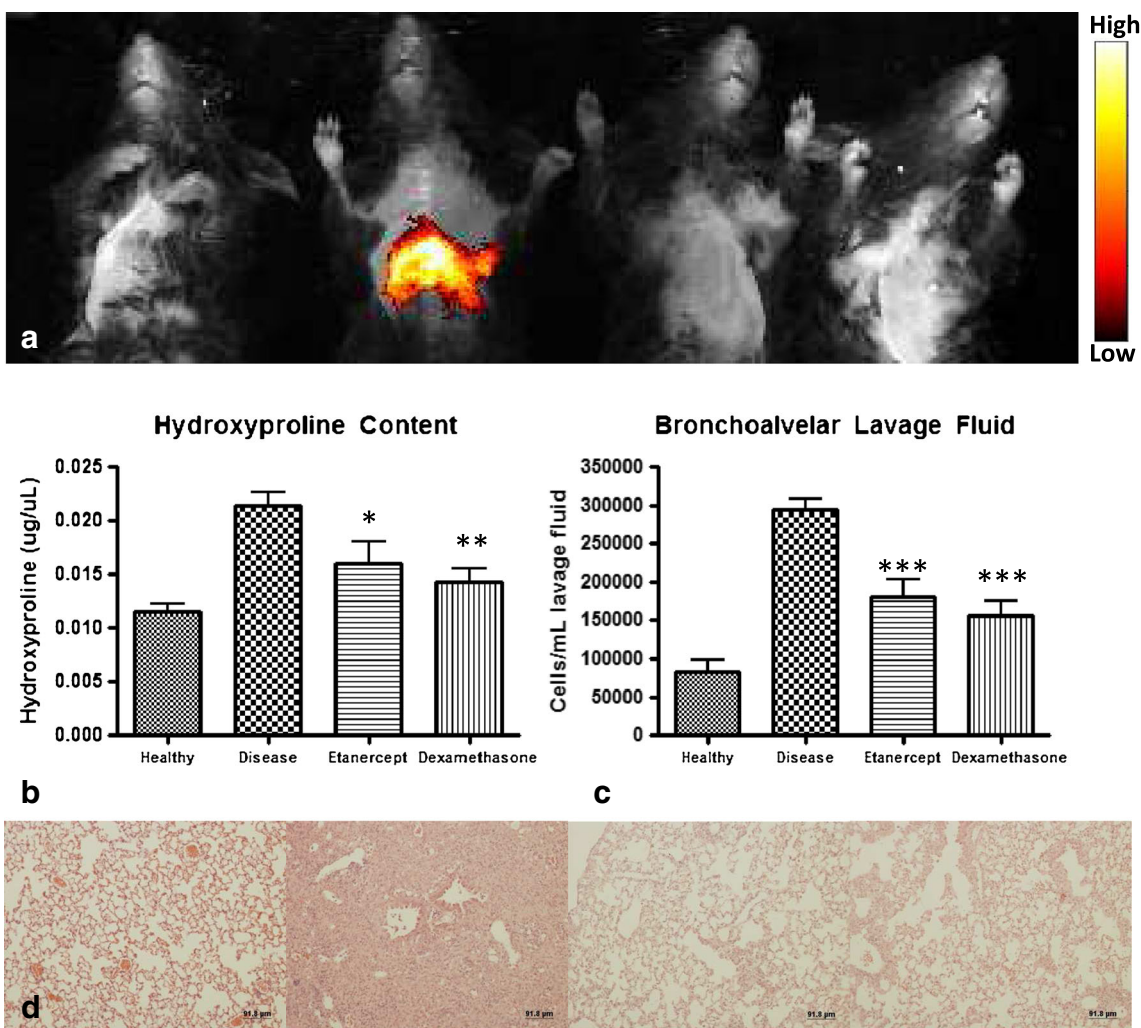 High
a
Low
Hydroxyproline Content
Hydroxyproline (ug/uL)
0.025
0.020
0.015
0.010
0.005
0.000
*
**
Healthy Disease Etanercept Dexamethasone
b
Bronchoalvelar Lavage Fluid
Cells/mL lavage fluid
350000
300000
250000
200000
150000
100000
50000
0
***
***
Healthy Disease Etanercept Dexamethasone
c
d
91.8 µm
91.8 µm
91.8 µm
91.8 µm